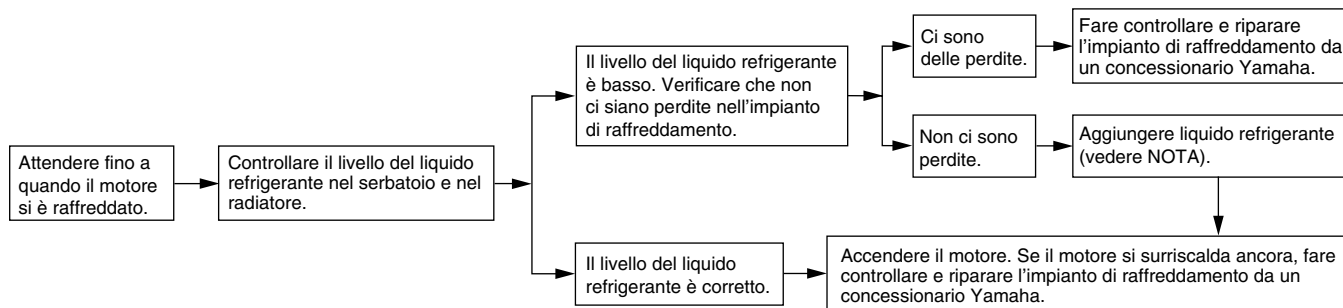 Attendere fino a
quando il motore
si è raffreddato.
Controllare il livello del liquido
refrigerante nel serbatoio e nel
radiatore.
Il livello del liquido refrigerante
è basso. Verificare che non
ci siano perdite nell’impianto
di raffreddamento.
Ci sono
delle perdite.
Fare controllare e riparare
l’impianto di raffreddamento da
un concessionario Yamaha.
Non ci sono
perdite.
Aggiungere liquido refrigerante
(vedere NOTA).
Il livello del liquido
refrigerante è corretto.
Accendere il motore. Se il motore si surriscalda ancora, fare
controllare e riparare l’impianto di raffreddamento da un
concessionario Yamaha.